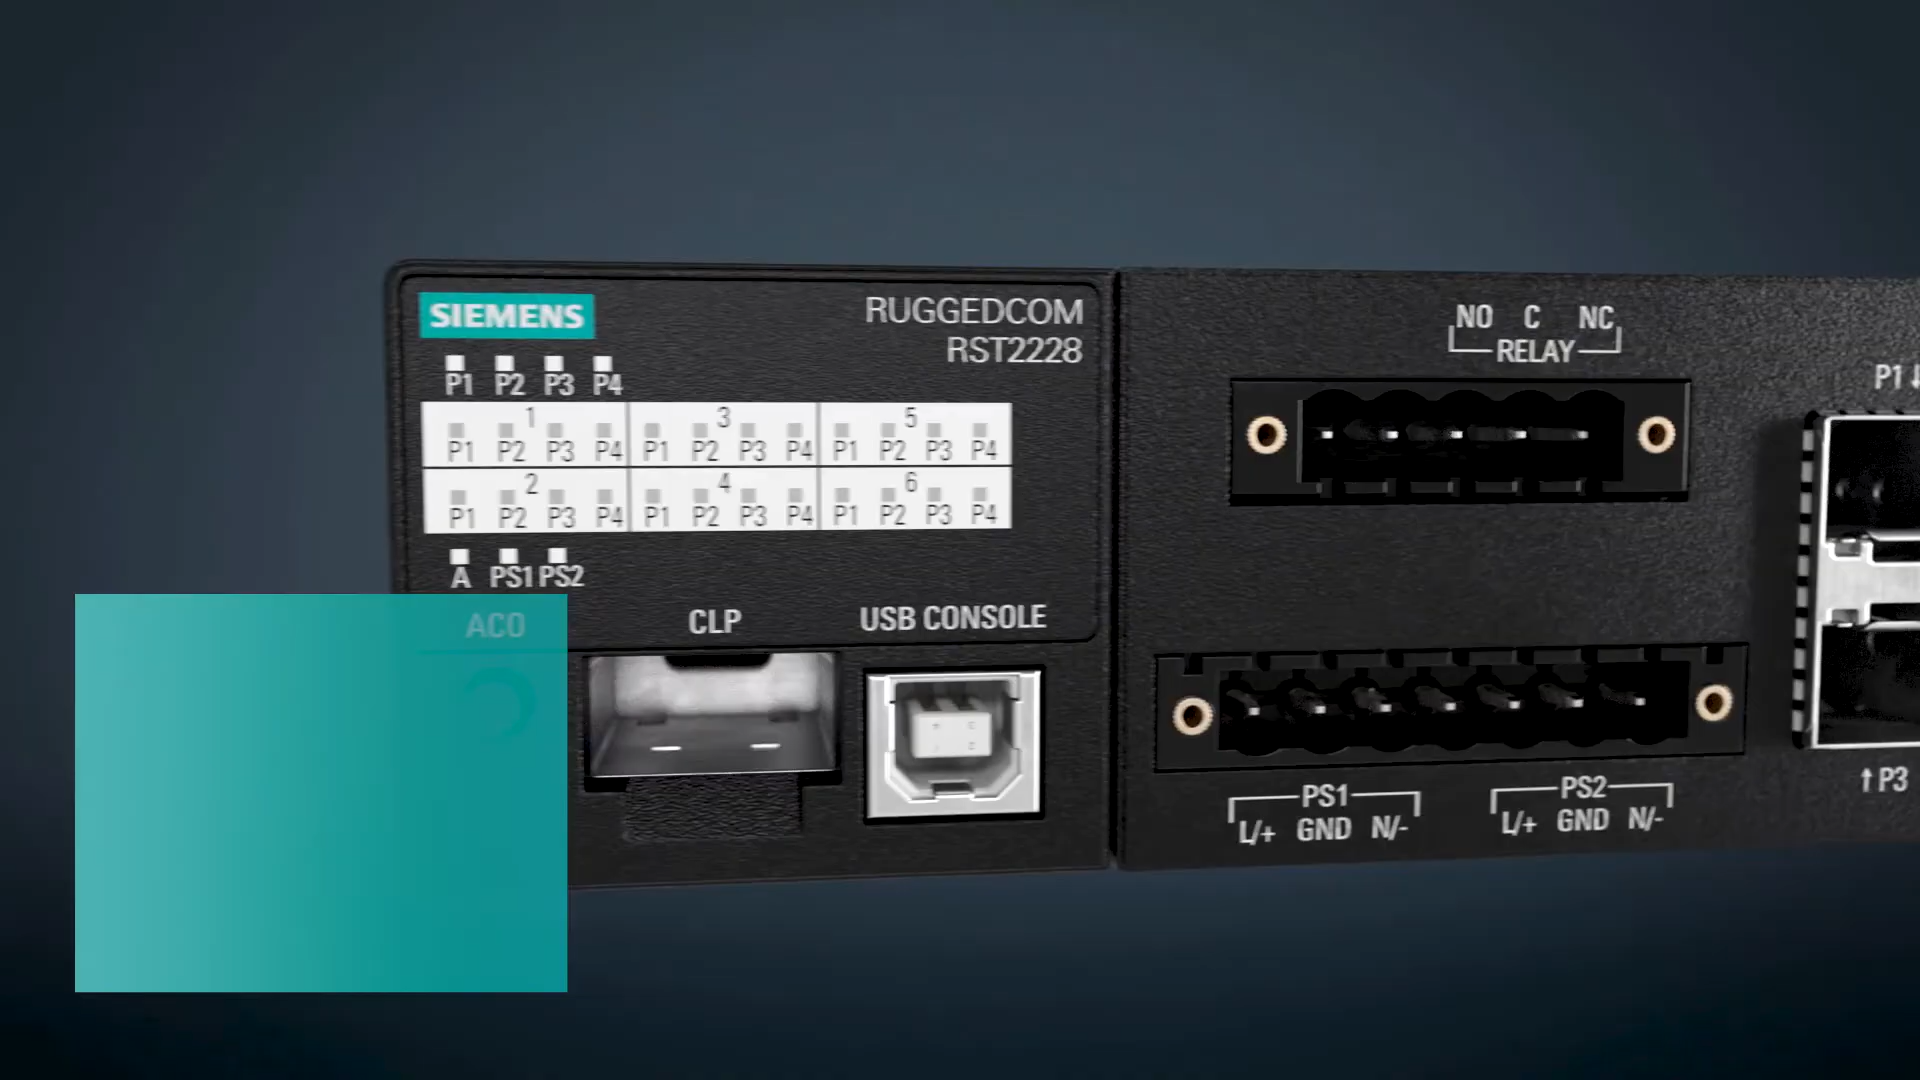 SIEMENS
RUGGEDCOM
RST2228
P1 P2 P3 P4
1 3 5
P1 P2 P3 P4 P1 P2 P3 P4 P1 P2 P3 P4
2 4 6
P1 P2 P3 P4 P1 P2 P3 P4 P1 P2 P3 P4
A PS1 PS2
ACO CLP USB CONSOLE
NO C NC
RELAY
P1 ↓
↑ P3
PS1 PS2
L/+ GND N/- L/+ GND N/-